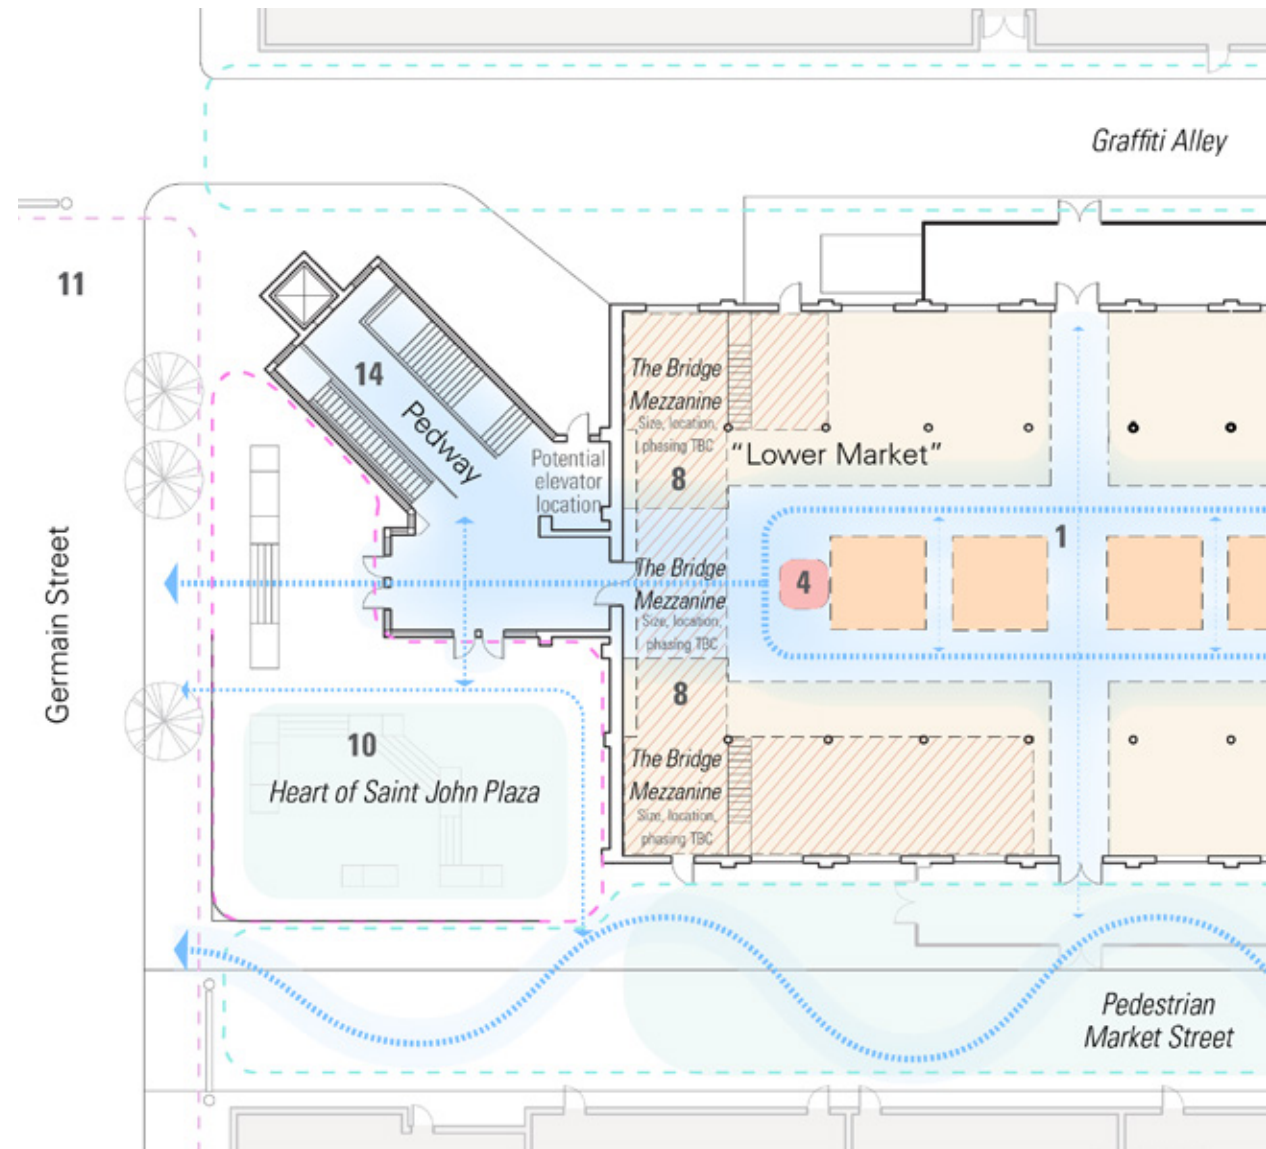 Graffiti Alley
11
14
Pedway
The Bridge
Mezzanine
Size, location,
phasing TBC
8
"Lower Market"
Potential
elevator
location
1
The Bridge
Mezzanine
Size, location,
phasing TBC
4
Germain Street
8
10
Heart of Saint John Plaza
The Bridge
Mezzanine
Size, location,
phasing TBC
Pedestrian
Market Street